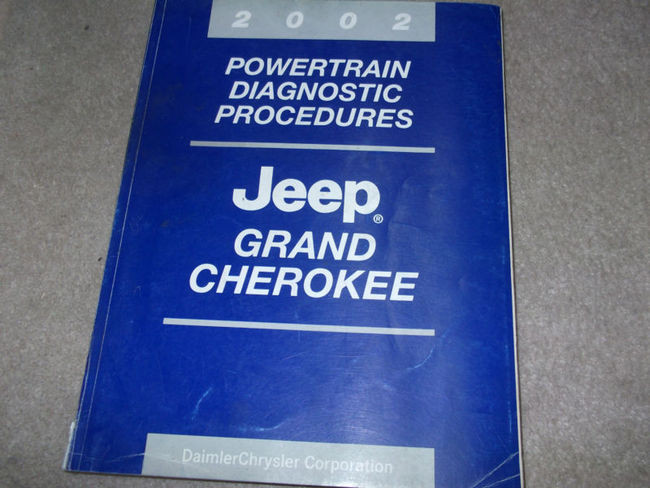 2002
POWERTRAIN
DIAGNOSTIC
PROCEDURES
Jeep®
GRAND
CHEROKEE
DaimlerChrysler Corporation